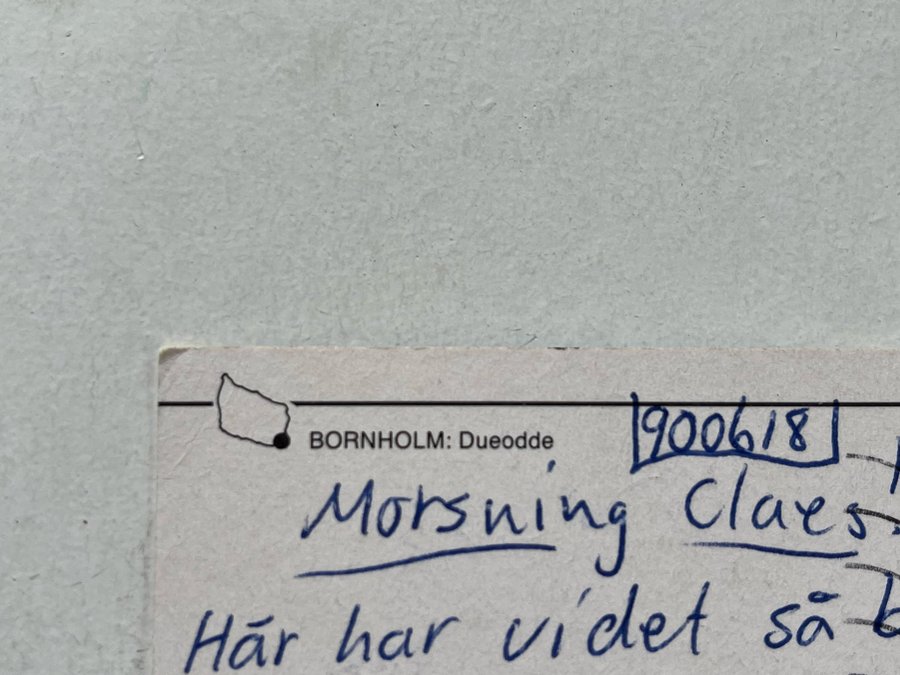 BORNHOLM: Dueodde
900618
Morsning Claes.
Här har vi det så